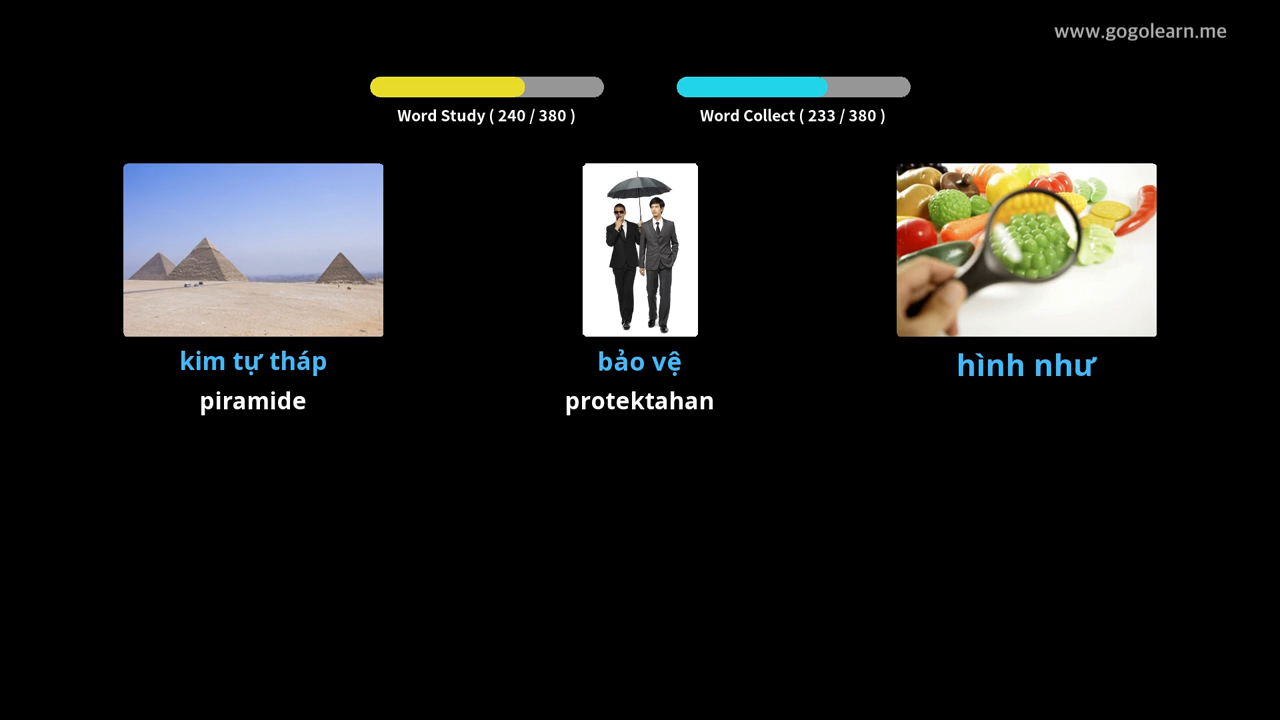 www.gogolearn.me
Word Study ( 240 / 380 )
Word Collect ( 233 / 380 )
kim tự tháp
bảo vệ
hình như
piramide
protektahan